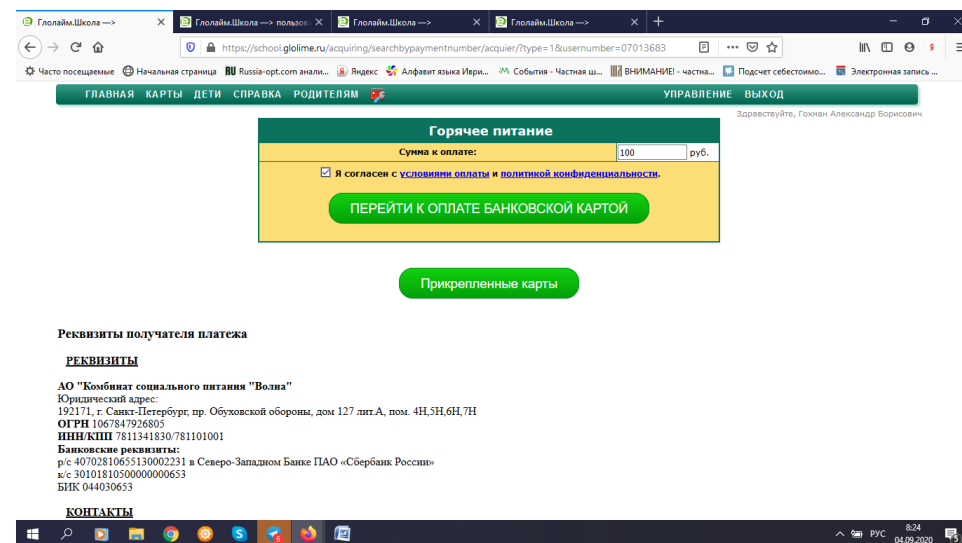 Глолайм.Школа —>
Глолайм.Школа —> пользов
Глолайм.Школа —>
Глолайм.Школа —>
https://school.glolime.ru/acquiring/searchbypaymentnumber/acquier/?type=1&usernumber=07013683
Часто посещаемые Начальная страница Russia-opt.com анали... Яндекс Алфавит языка Иври... События - Частная ш... ВНИМАНИЕ! - частна... Подсчет себестоимо... Электронная запись ...
ГЛАВНАЯ КАРТЫ ДЕТИ СПРАВКА РОДИТЕЛЯМ УПРАВЛЕНИЕ ВЫХОД
Здравствуйте, Гохман Александр Борисович
Горячее питание
Сумма к оплате: 100 руб.
Я согласен с условиями оплаты и политикой конфиденциальности.
ПЕРЕЙТИ К ОПЛАТЕ БАНКОВСКОЙ КАРТОЙ
Прикрепленные карты
Реквизиты получателя платежа
РЕКВИЗИТЫ
АО "Комбинат социального питания "Волна"
Юридический адрес:
192171, г. Санкт-Петербург, пр. Обуховской обороны, дом 127 лит.А, пом. 4Н,5Н,6Н,7Н
ОГРН 1067847926805
ИНН/КПП 7811341830/781101001
Банковские реквизиты:
р/с 40702810655130002231 в Северо-Западном Банке ПАО «Сбербанк России»
к/с 30101810500000000653
БИК 044030653
КОНТАКТЫ
РУС
8:24
04.09.2020